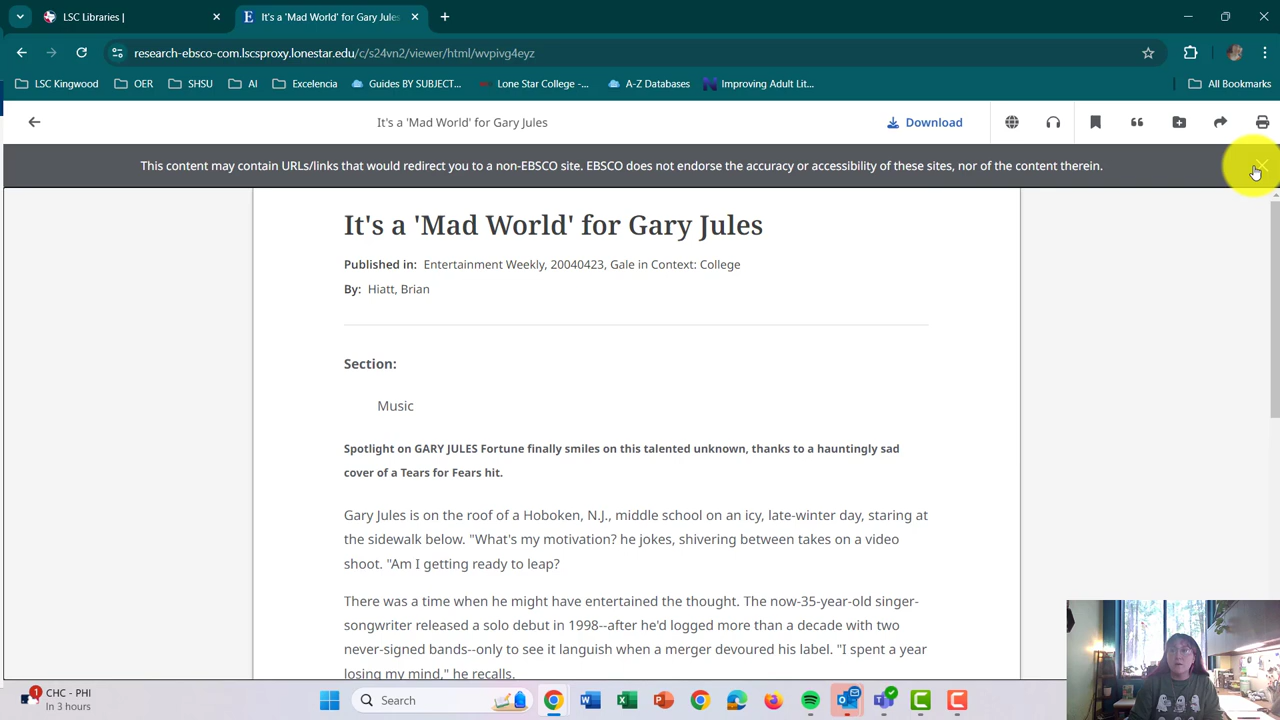 LSC Libraries |
It's a 'Mad World' for Gary Jules
research-ebsco-com.lcscproxy.lonestar.edu/c/s24vn2/viewer/html/wvpivg4eyz
LSC Kingwood OER SHSU AI Excelencia Guides BY SUBJECT... Lone Star College -... A-Z Databases Improving Adult Lit... All Bookmarks
It's a 'Mad World' for Gary Jules Download
This content may contain URLs/links that would redirect you to a non-EBSCO site. EBSCO does not endorse the accuracy or accessibility of these sites, nor of the content therein.
It's a 'Mad World' for Gary Jules
Published in: Entertainment Weekly, 20040423, Gale in Context: College
By: Hiatt, Brian
Section:
Music
Spotlight on GARY JULES Fortune finally smiles on this talented unknown, thanks to a hauntingly sad
cover of a Tears for Fears hit.
Gary Jules is on the roof of a Hoboken, N.J., middle school on an icy, late-winter day, staring at
the sidewalk below. "What's my motivation? he jokes, shivering between takes on a video
shoot. "Am I getting ready to leap?
There was a time when he might have entertained the thought. The now-35-year-old singer-
songwriter released a solo debut in 1998--after he'd logged more than a decade with two
never-signed bands--only to see it languish when a merger devoured his label. "I spent a year
losing my mind," he recalls.
1 CHC - PHI
In 3 hours
Search